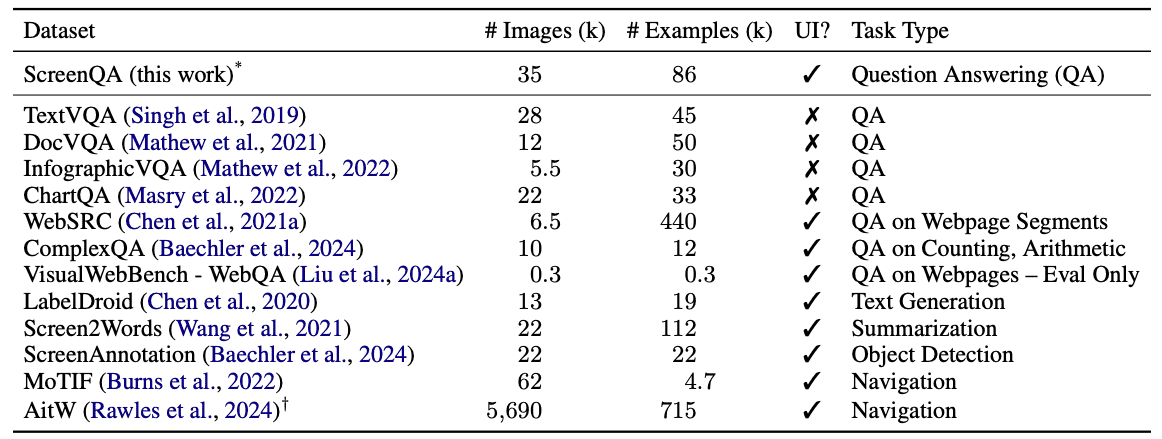 Dataset # Images (k) # Examples (k) UI? Task Type
ScreenQA (this work)* 35 86 ✓ Question Answering (QA)
TextVQA (Singh et al., 2019) 28 45 ✗ QA
DocVQA (Mathew et al., 2021) 12 50 ✗ QA
InfographicVQA (Mathew et al., 2022) 5.5 30 ✗ QA
ChartQA (Masry et al., 2022) 22 33 ✗ QA
WebSRC (Chen et al., 2021a) 6.5 440 ✓ QA on Webpage Segments
ComplexQA (Baechler et al., 2024) 10 12 ✓ QA on Counting, Arithmetic
VisualWebBench - WebQA (Liu et al., 2024a) 0.3 0.3 ✓ QA on Webpages – Eval Only
LabelDroid (Chen et al., 2020) 13 19 ✓ Text Generation
Screen2Words (Wang et al., 2021) 22 112 ✓ Summarization
ScreenAnnotation (Baechler et al., 2024) 22 22 ✓ Object Detection
MoTIF (Burns et al., 2022) 62 4.7 ✓ Navigation
AitW (Rawles et al., 2024)† 5,690 715 ✓ Navigation